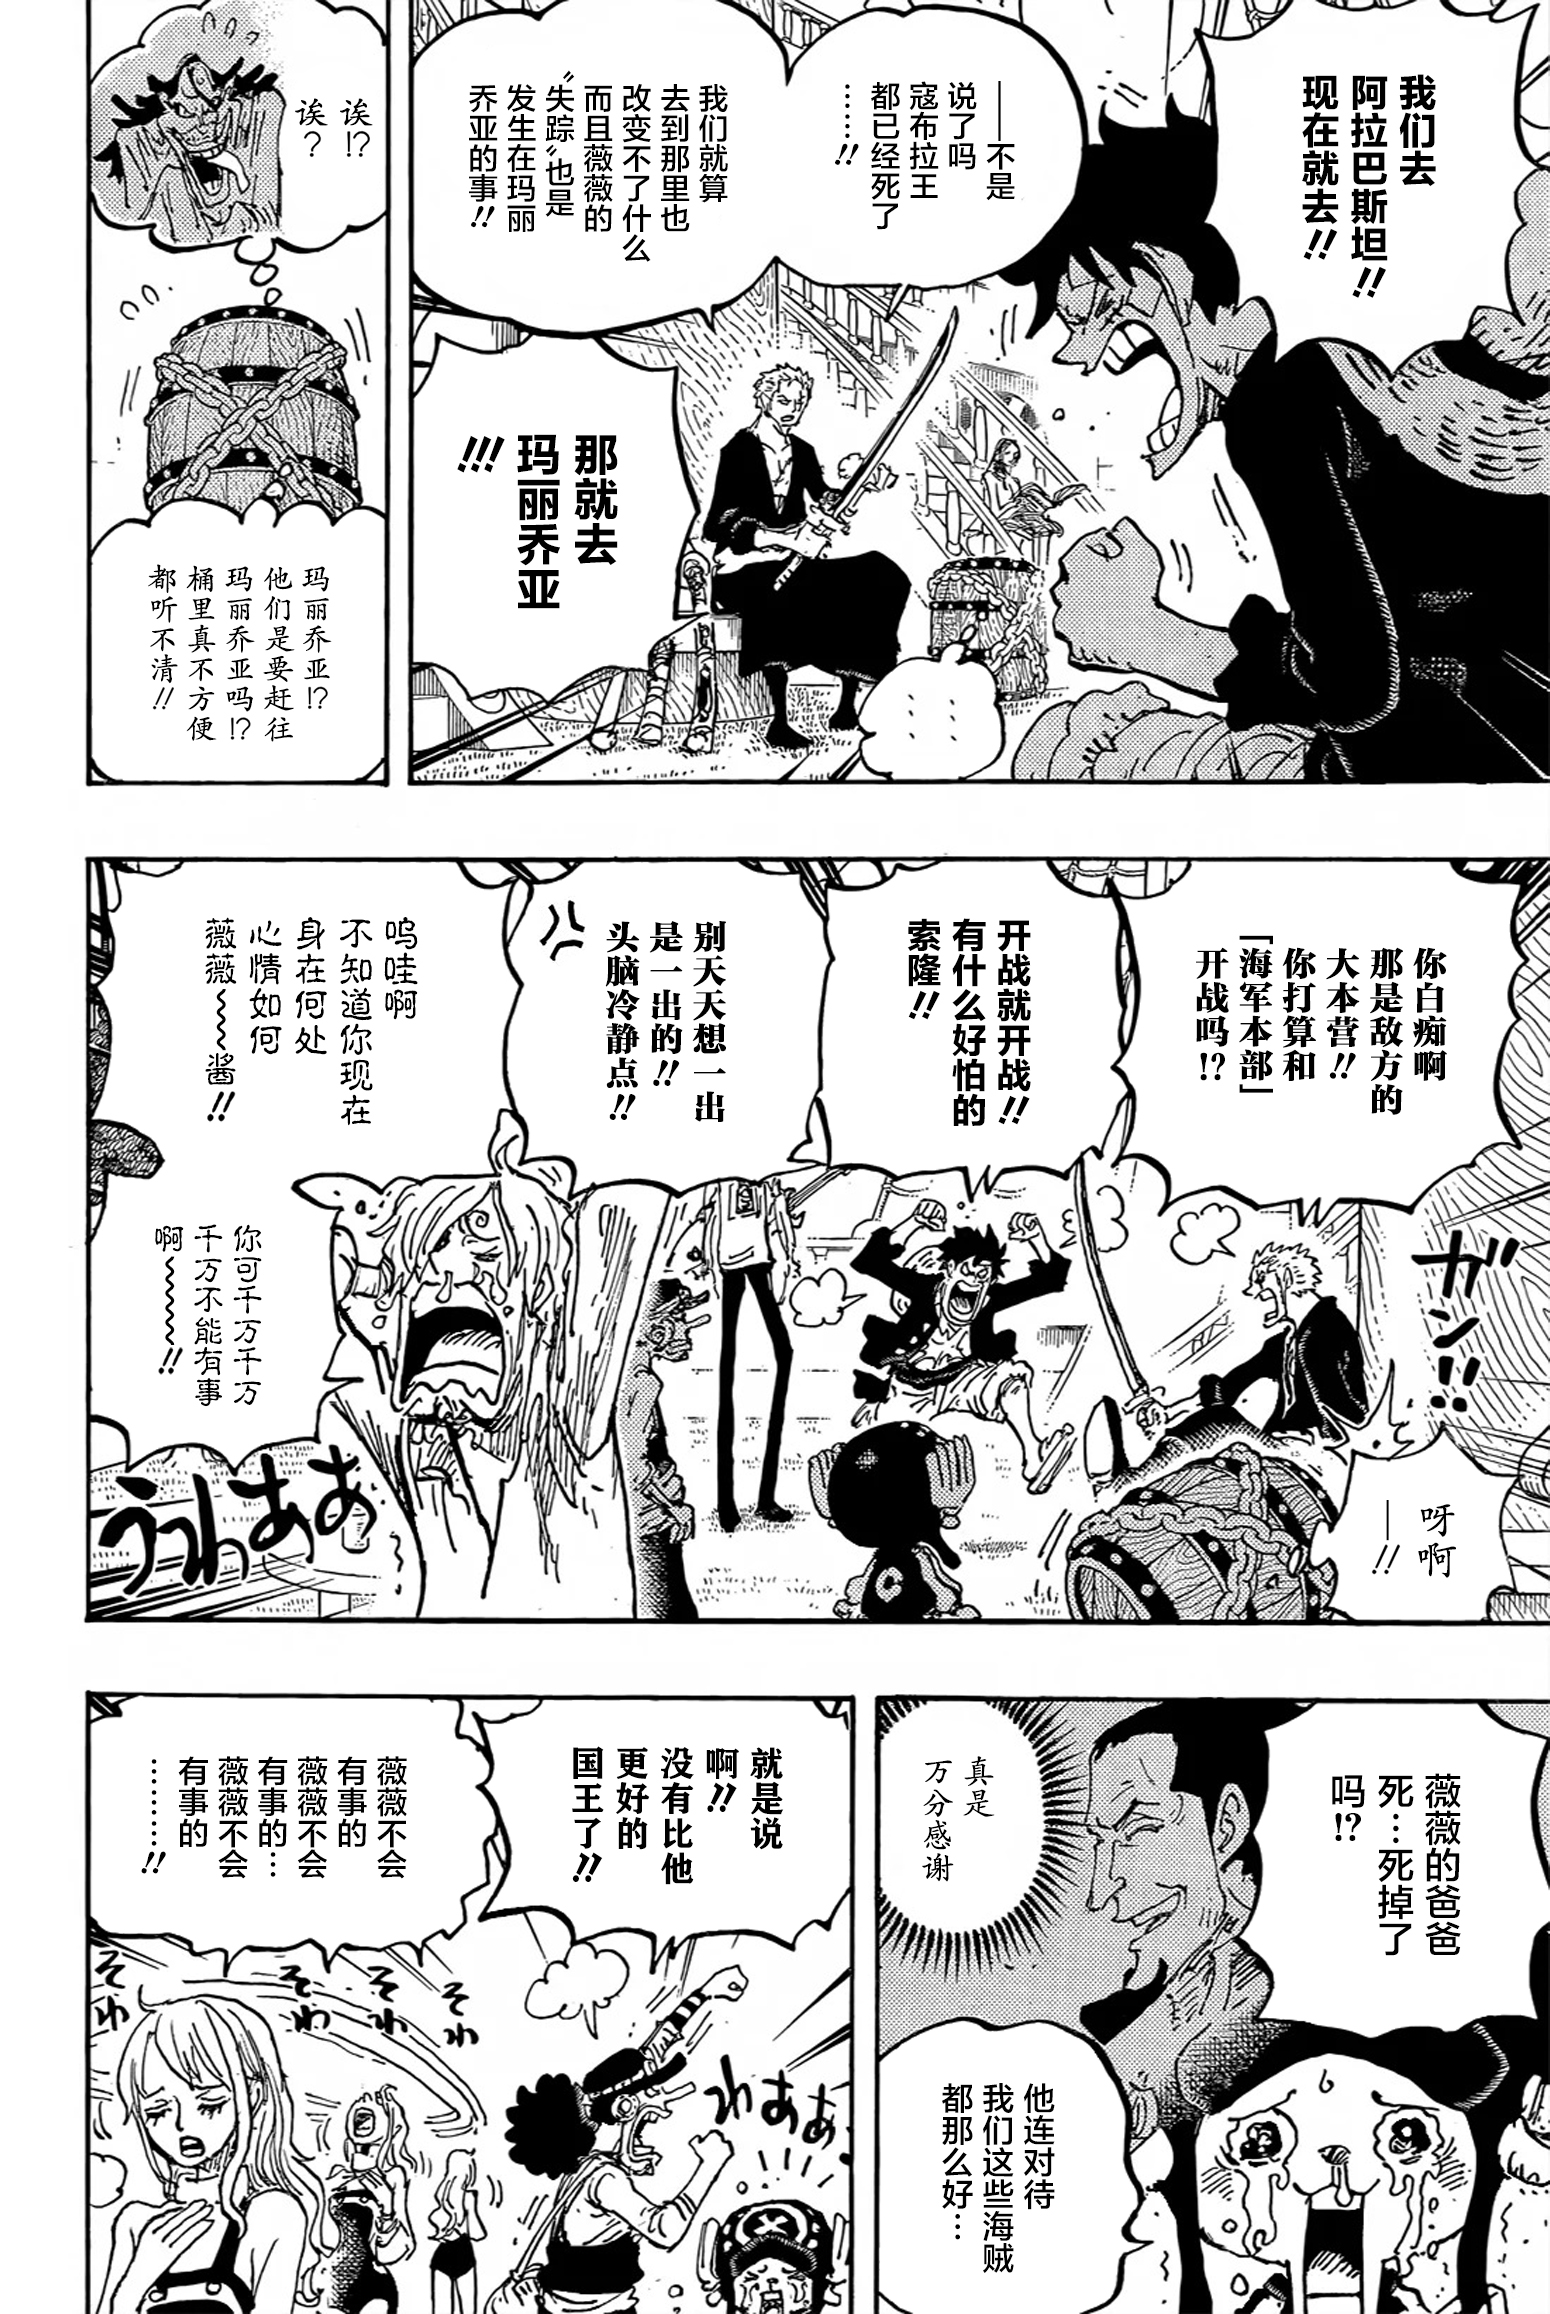 我们去
阿拉巴斯坦!!
现在就去!!
——不是
说了吗
寇布拉王
都已经死了
……!!
我们就算
去到那里也
改变不了什么
而且薇薇的
“失踪”也是
发生在玛丽
乔亚的事!!
那就去
玛丽乔亚
!!!
……
……
诶!?
诶?
玛丽乔亚!?
他们是要赶往
玛丽乔亚吗!?
桶里真不方便
都听不清!!
你白痴啊
那是敌方的
大本营!!
你打算和
「海军本部」
开战吗!?
ガン!!
呀啊
——!!
开战就开战!!
有什么好怕的
索隆!!
别天天想一出
是一出的!!
头脑冷静点!!
呜哇啊
不知道你现在
身在何处
心情如何
薇薇~~~酱!!
你可千万千万
千万不能有事
啊~~~~!!
うわああぁ
薇薇的爸爸
死…死掉了
吗!?
真是
万分感谢
他连对待
我们这些海贼
都那么好…
就是说
啊!!
没有比他
更好的
国王了!!
わああぁ
薇薇不会
有事的
薇薇不会
有事的…
薇薇不会
有事的
………!!
そわ
そわ
そわ
そわ